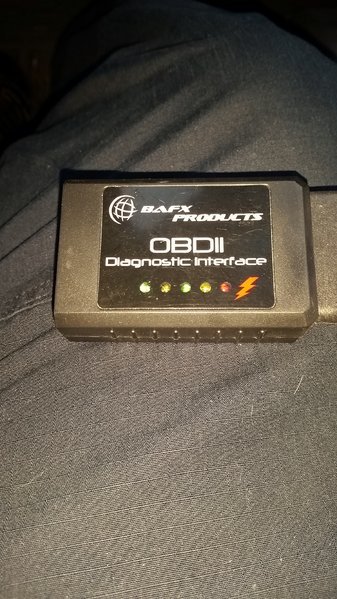 BAFX
PRODUCTS
OBDII
Diagnostic Interface